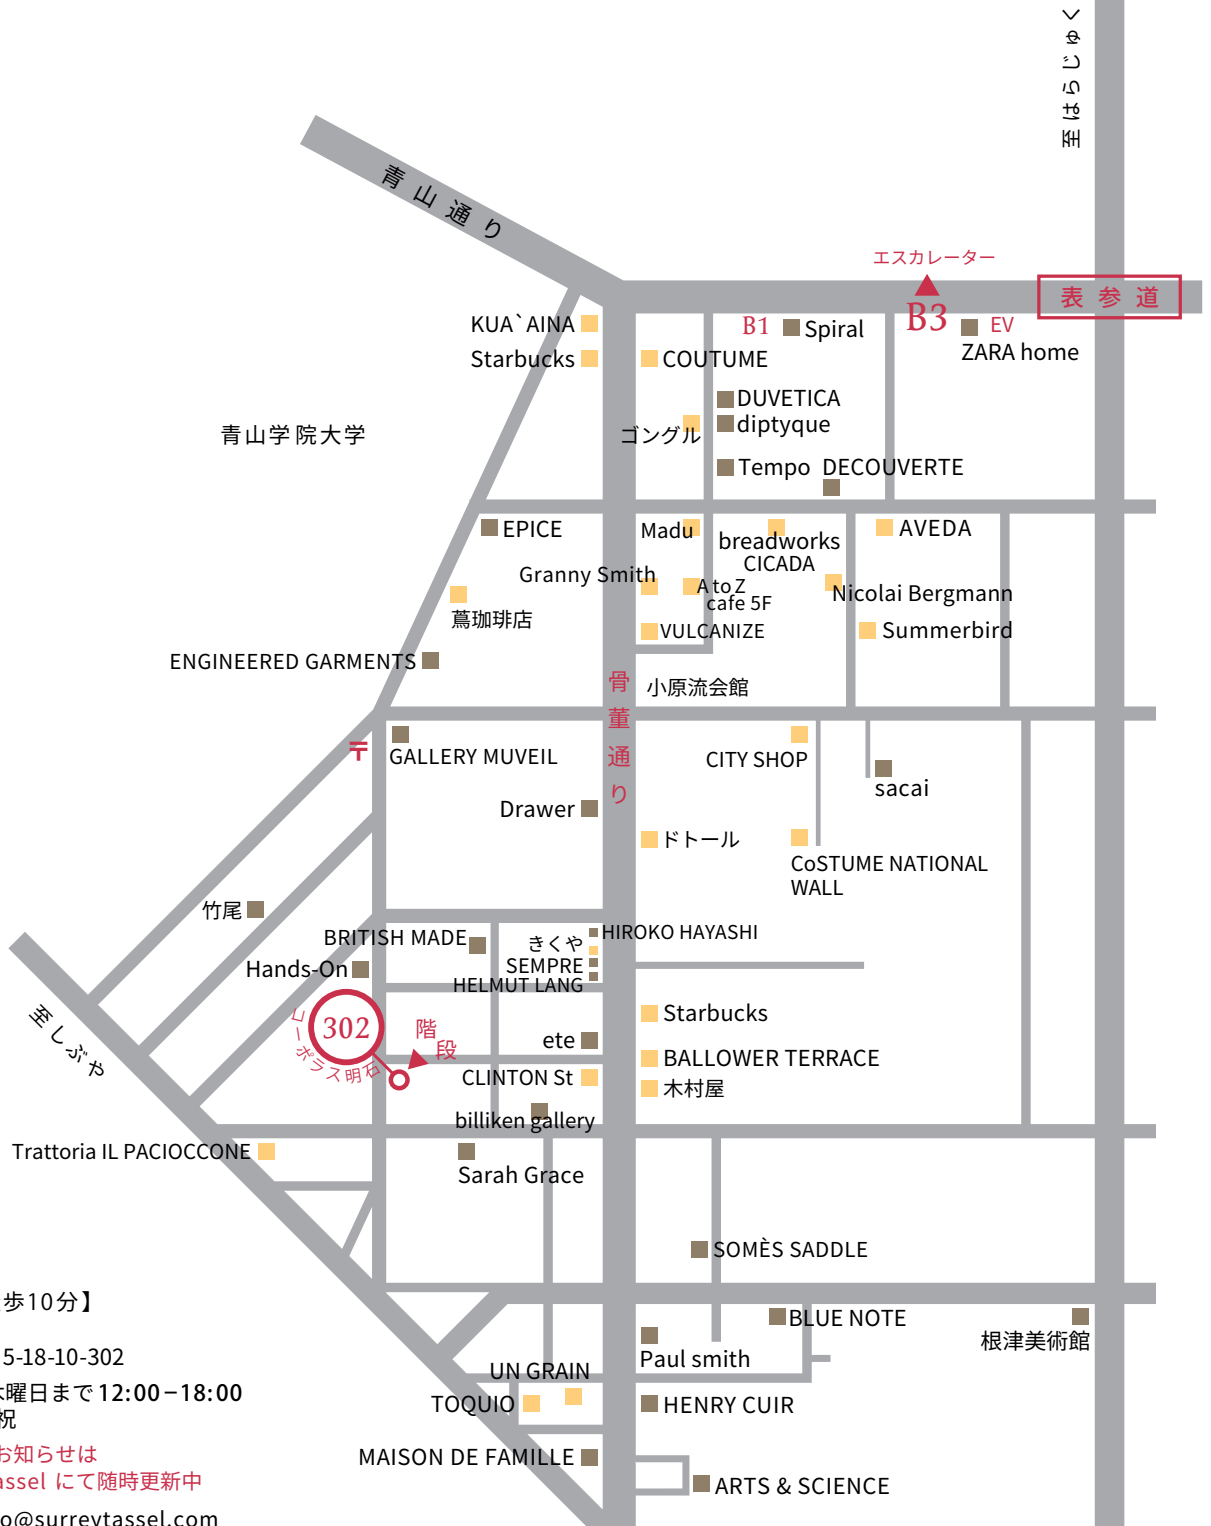 至はらじゅく
青山通り
エスカレーター
表参道
KUA`AINA
B1
Spiral
B3
EV
Starbucks
COUTUME
ZARA home
DUVETICA
ゴングル
diptyque
青山学院大学
Tempo
DECOUVERTE
EPICE
Madu
breadworks
AVEDA
CICADA
Granny Smith
A to Z
cafe 5F
Nicolai Bergmann
蔦珈琲店
VULCANIZE
Summerbird
ENGINEERED GARMENTS
骨董通り
小原流会館
〒
GALLERY MUVEIL
CITY SHOP
sacai
Drawer
ドトール
CoSTUME NATIONAL
WALL
竹尾
BRITISH MADE
きくや
HIROKO HAYASHI
Hands-On
SEMPRE
HELMUT LANG
至しぶや
302
コーポラス明石
階段
ete
Starbucks
BALLOWER TERRACE
CLINTON St
木村屋
billiken gallery
Trattoria IL PACIOCCONE
Sarah Grace
SOMÈS SADDLE
BLUE NOTE
根津美術館
Paul smith
UN GRAIN
TOQUIO
HENRY CUIR
MAISON DE FAMILLE
ARTS & SCIENCE
歩10分】
5-18-10-302
曜日まで 12:00−18:00
祝
お知らせは
assel にて随時更新中
o@surreytassel.com